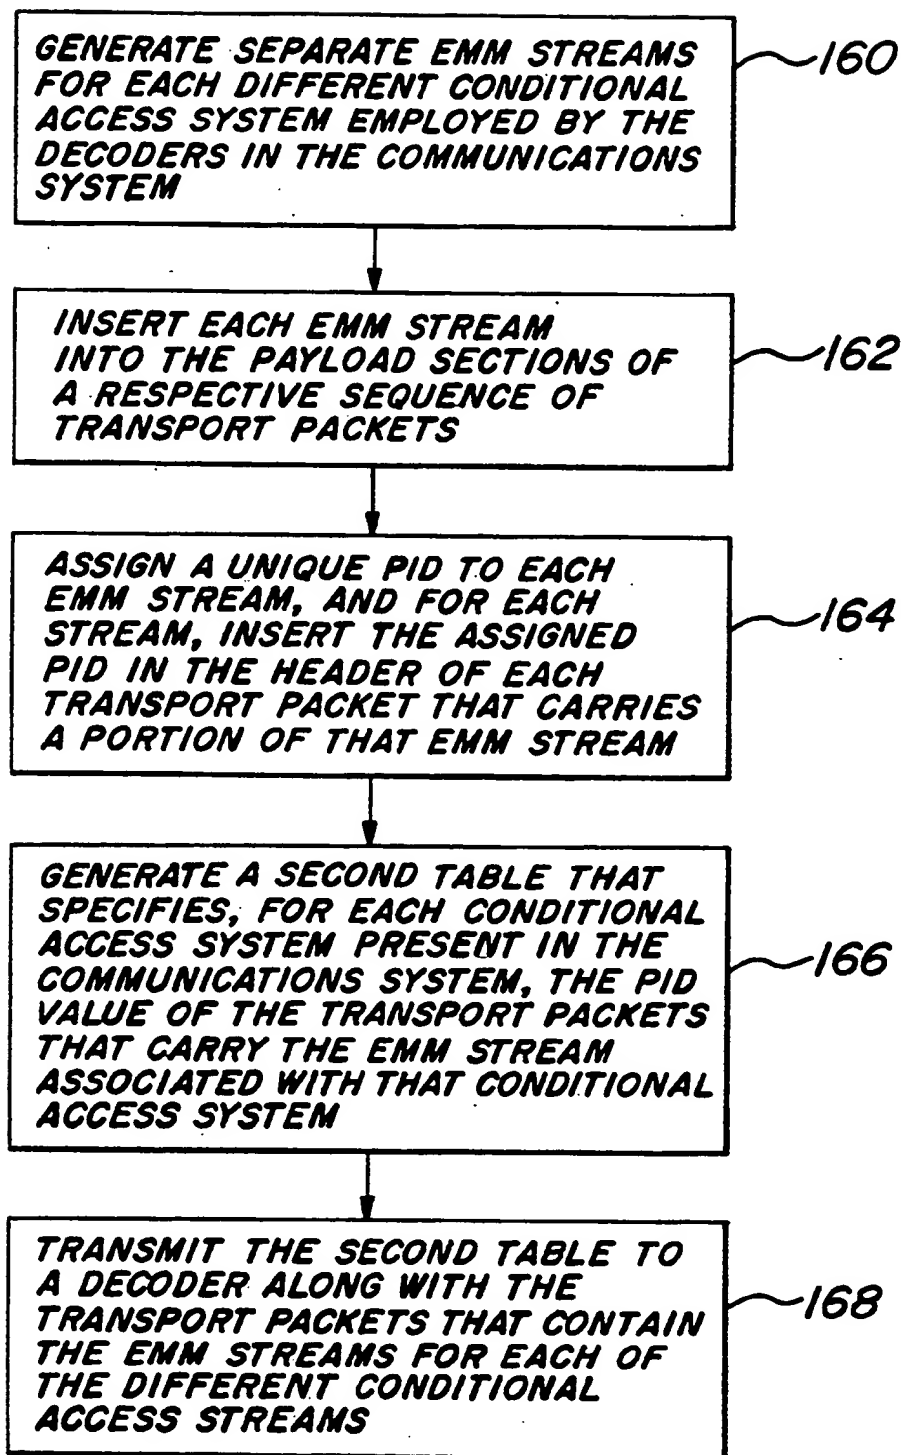 GENERATE SEPARATE EMM STREAMS
FOR EACH DIFFERENT CONDITIONAL
ACCESS SYSTEM EMPLOYED BY THE
DECODERS IN THE COMMUNICATIONS
SYSTEM
160
INSERT EACH EMM STREAM
INTO THE PAYLOAD SECTIONS OF
A RESPECTIVE SEQUENCE OF
TRANSPORT PACKETS
162
ASSIGN A UNIQUE PID TO EACH
EMM STREAM, AND FOR EACH
STREAM, INSERT THE ASSIGNED
PID IN THE HEADER OF EACH
TRANSPORT PACKET THAT CARRIES
A PORTION OF THAT EMM STREAM
164
GENERATE A SECOND TABLE THAT
SPECIFIES, FOR EACH CONDITIONAL
ACCESS SYSTEM PRESENT IN THE
COMMUNICATIONS SYSTEM, THE PID
VALUE OF THE TRANSPORT PACKETS
THAT CARRY THE EMM STREAM
ASSOCIATED WITH THAT CONDITIONAL
ACCESS SYSTEM
166
TRANSMIT THE SECOND TABLE TO
A DECODER ALONG WITH THE
TRANSPORT PACKETS THAT CONTAIN
THE EMM STREAMS FOR EACH OF
THE DIFFERENT CONDITIONAL
ACCESS STREAMS
168